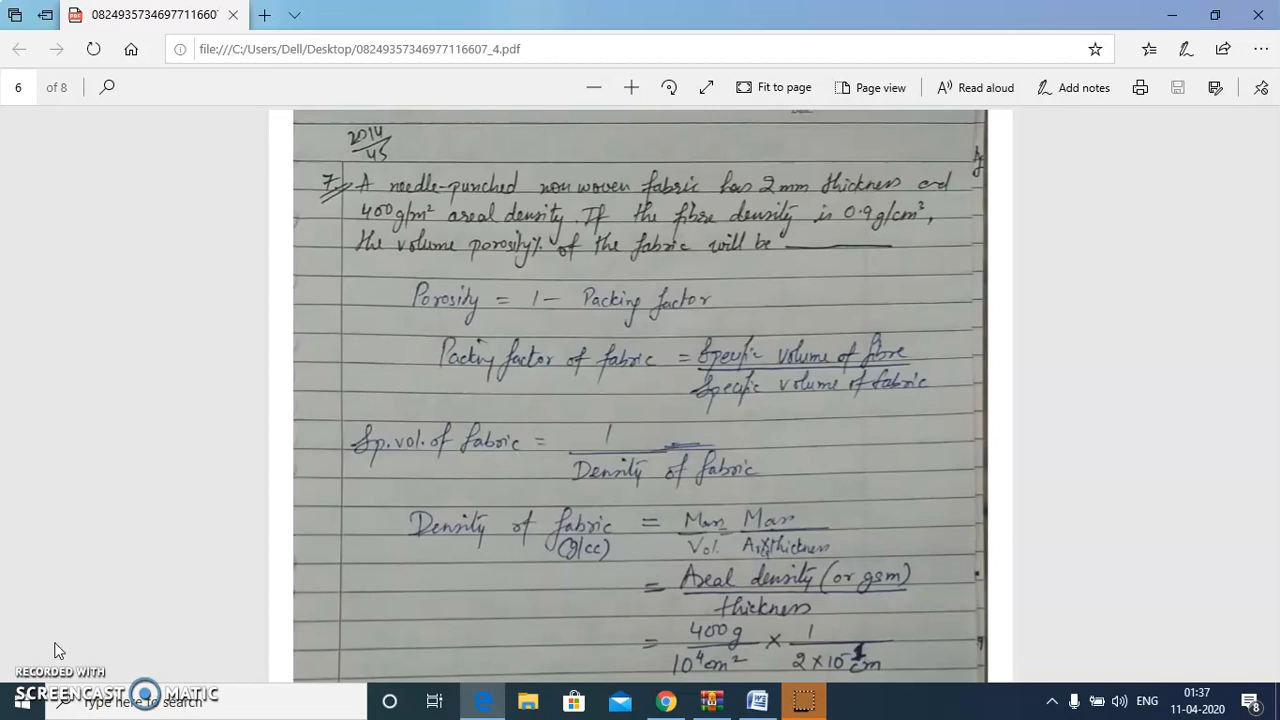 08249357346977116607
file:///C:/Users/Dell/Desktop/08249357346977116607_4.pdf
6 of 8
Fit to page
Page view
Read aloud
Add notes
2014/45
7. A needle-punched non woven fabric has 2mm thickness and
400g/m² areal density. If the fibre density is 0.9g/cm³,
the volume porosity% of the fabric will be ______
Porosity = 1 - Packing factor
Packing factor of fabric = Specific volume of fibre
Specific volume of fabric
Sp. vol. of fabric = 1
Density of fabric
Density of fabric = Mass = Mass
(g/cc) Vol. Area×thickness
= Areal density (or gsm)
thickness
= 400g × 1
10⁴cm² 2×10⁻¹cm
RECORDED WITH
SCREENCAST MATIC
Type here to search
ENG
01:37
11-04-2020
8